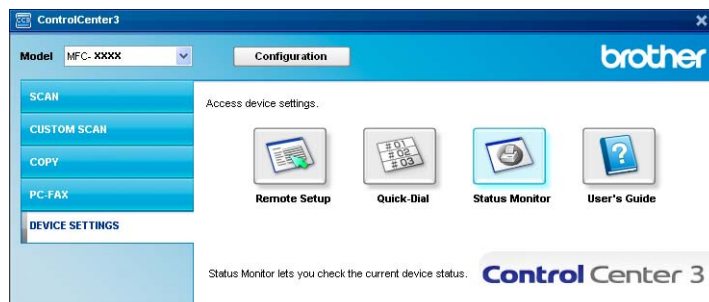 CC3 ControlCenter3
Model MFC- XXXX Configuration brother
SCAN
Access device settings.
CUSTOM SCAN
COPY
PC-FAX
DEVICE SETTINGS
# 01
# 02
# 03
?
Remote Setup Quick-Dial Status Monitor User's Guide
Status Monitor lets you check the current device status. Control Center 3